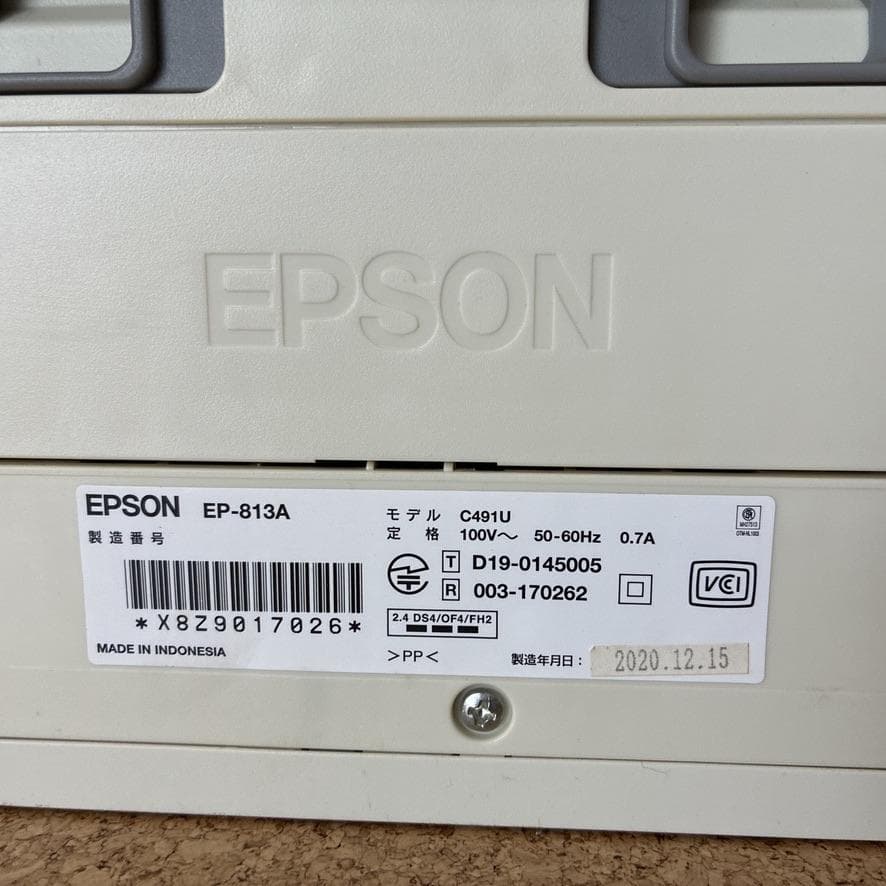 EPSON
EPSON EP-813A
製造番号
*X8Z9017026*
MADE IN INDONESIA
モデル C491U
定格 100V～ 50-60Hz 0.7A
T D19-0145005
R 003-170262
2.4 DS4/OF4/FH2
>PP<
製造年月日： 2020.12.15
VCCI